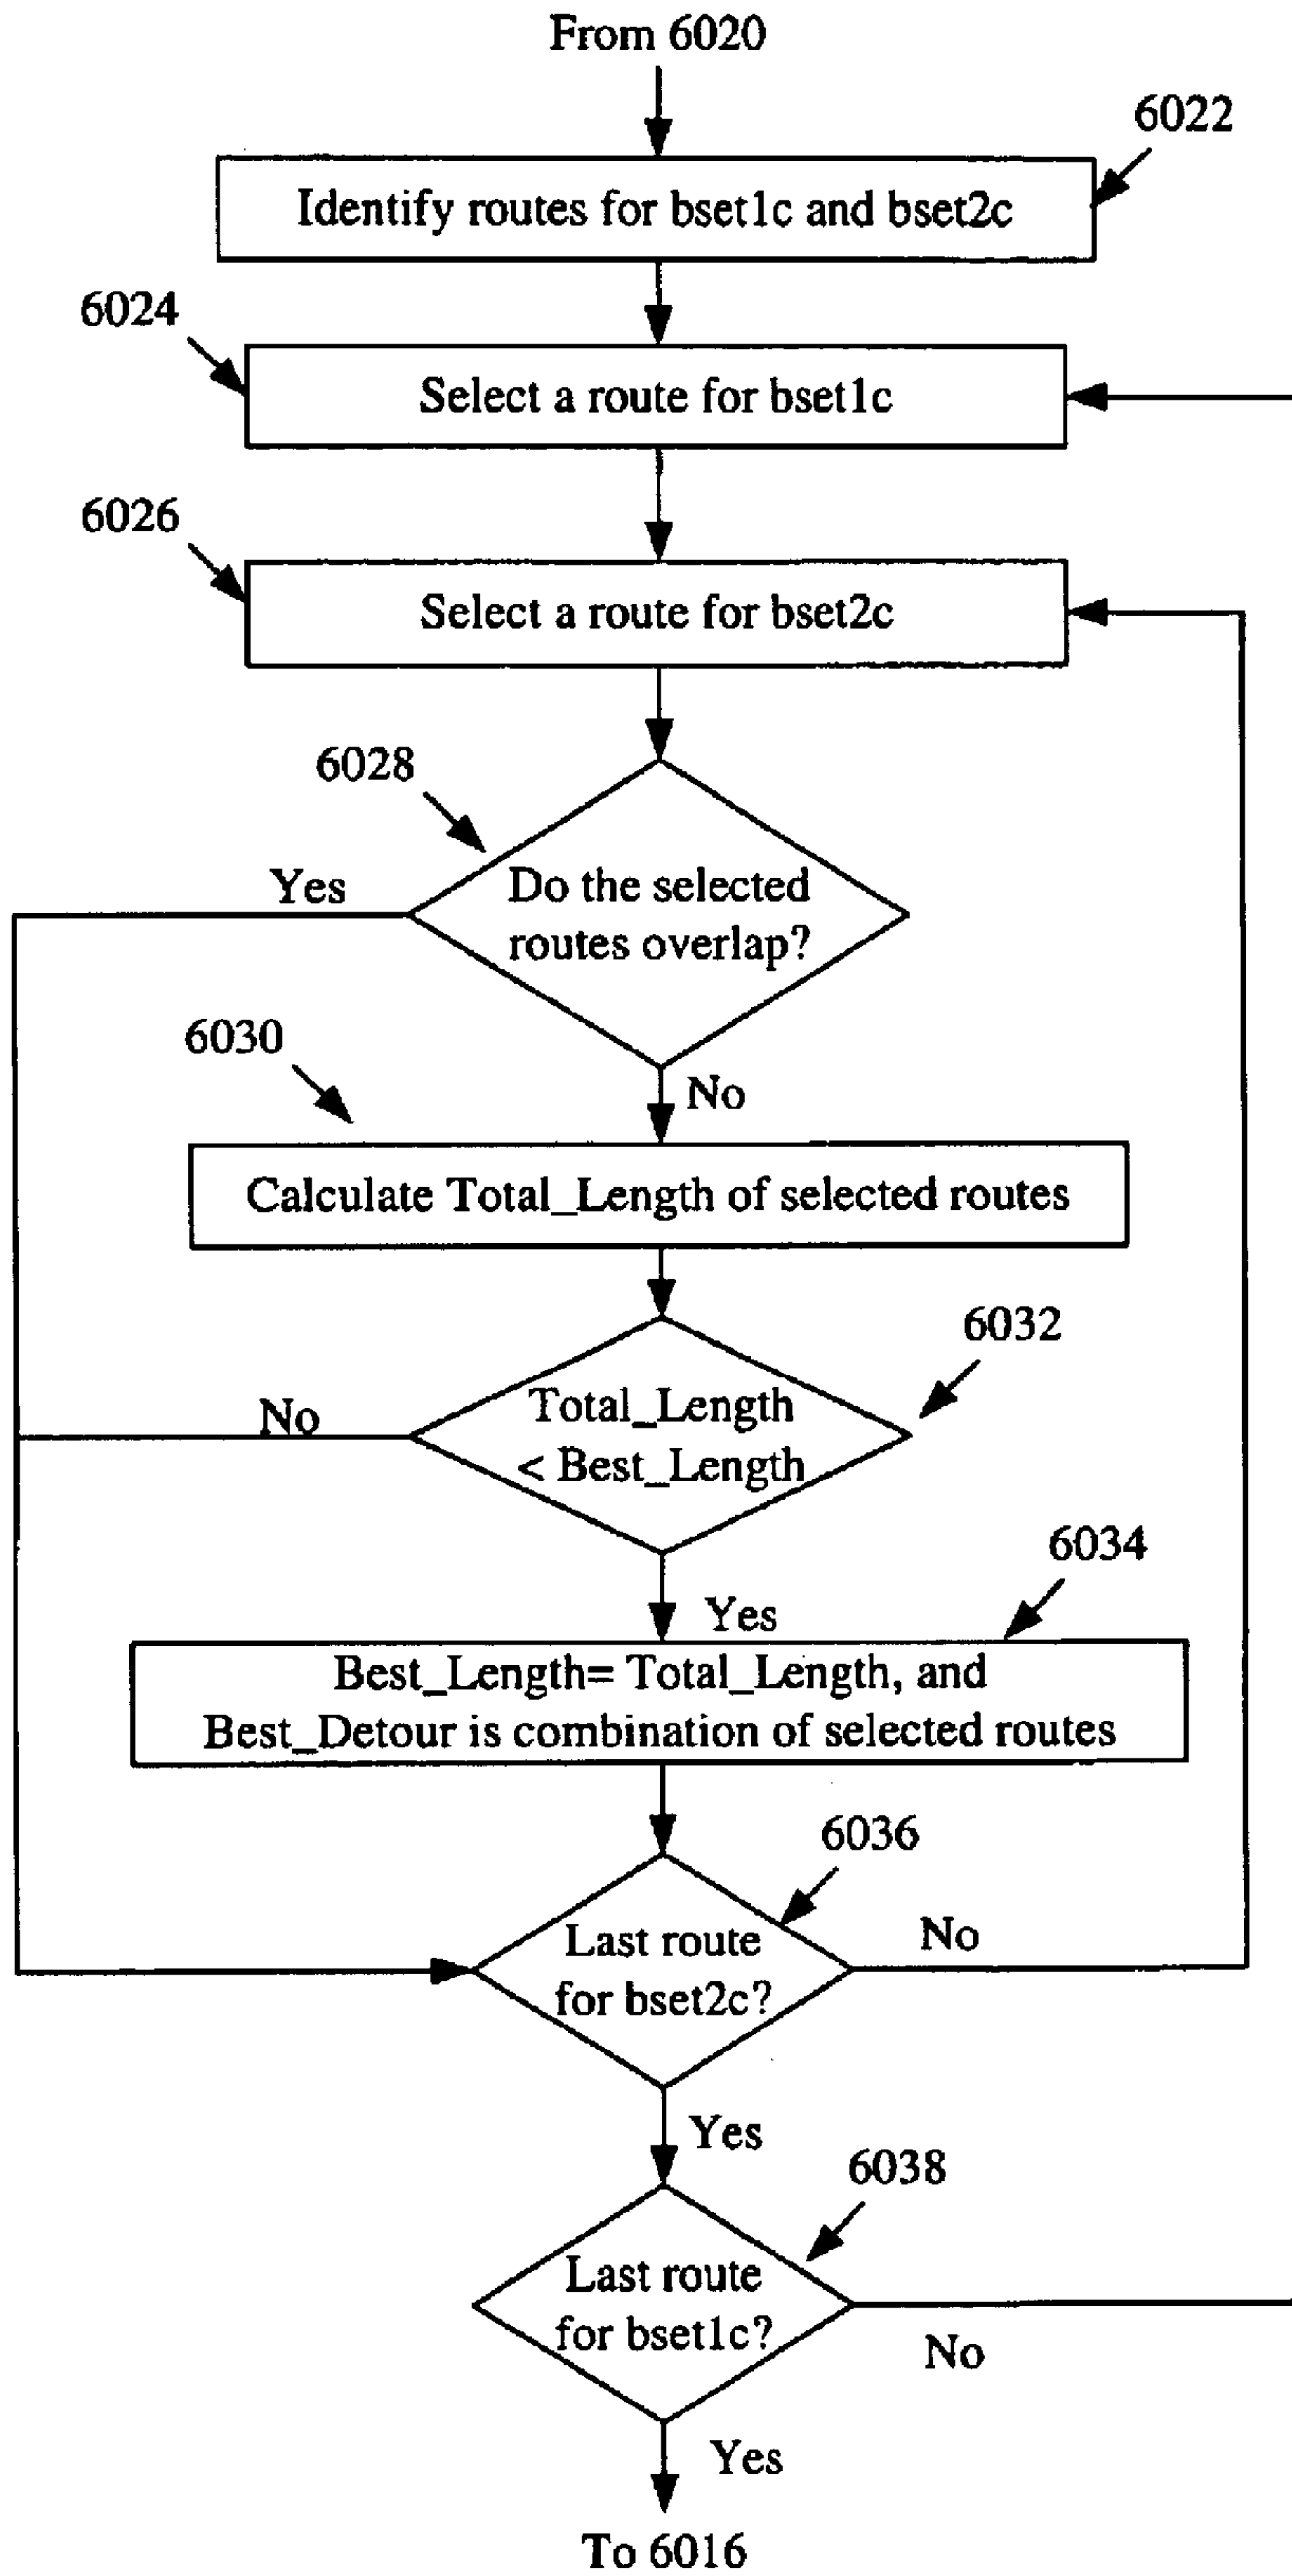 From 6020
6022
Identify routes for bset1c and bset2c
6024
Select a route for bset1c
6026
Select a route for bset2c
6028
Yes
Do the selected
routes overlap?
6030
No
Calculate Total_Length of selected routes
6032
No
Total_Length
< Best_Length
6034
Yes
Best_Length= Total_Length, and
Best_Detour is combination of selected routes
6036
Last route
for bset2c?
No
Yes
6038
Last route
for bset1c?
No
Yes
To 6016